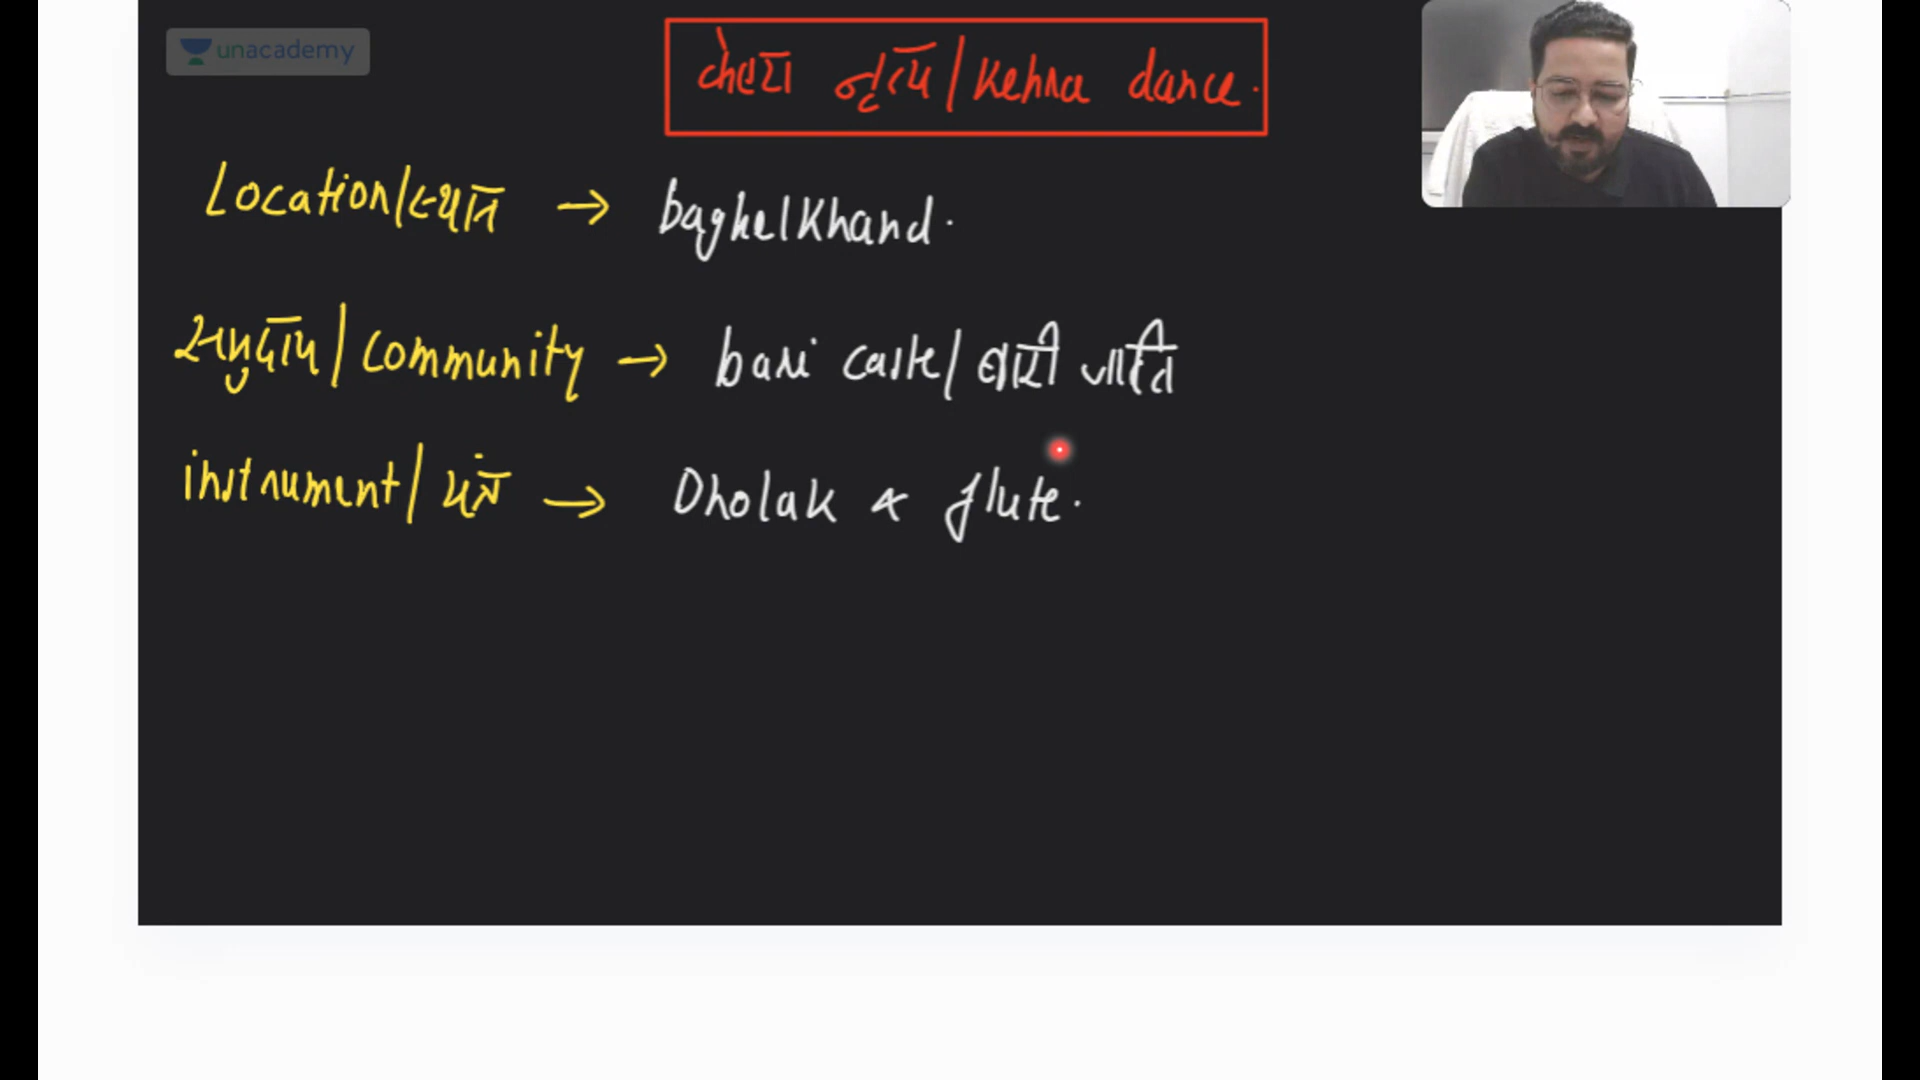 unacademy
केहरा नृत्य / Kehra dance.
Location/स्थान → baghelkhand.
समुदाय / community → bari caste / बारी जाति
instrument / यंत्र → Dholak & flute.